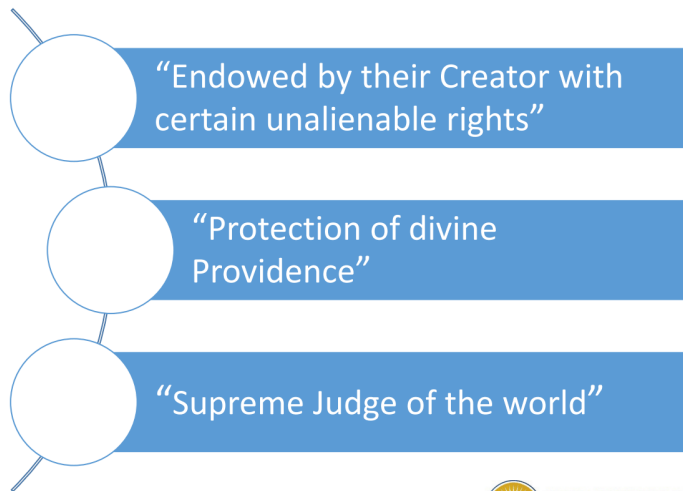 “Endowed by their Creator with
certain unalienable rights”
“Protection of divine
Providence”
“Supreme Judge of the world”